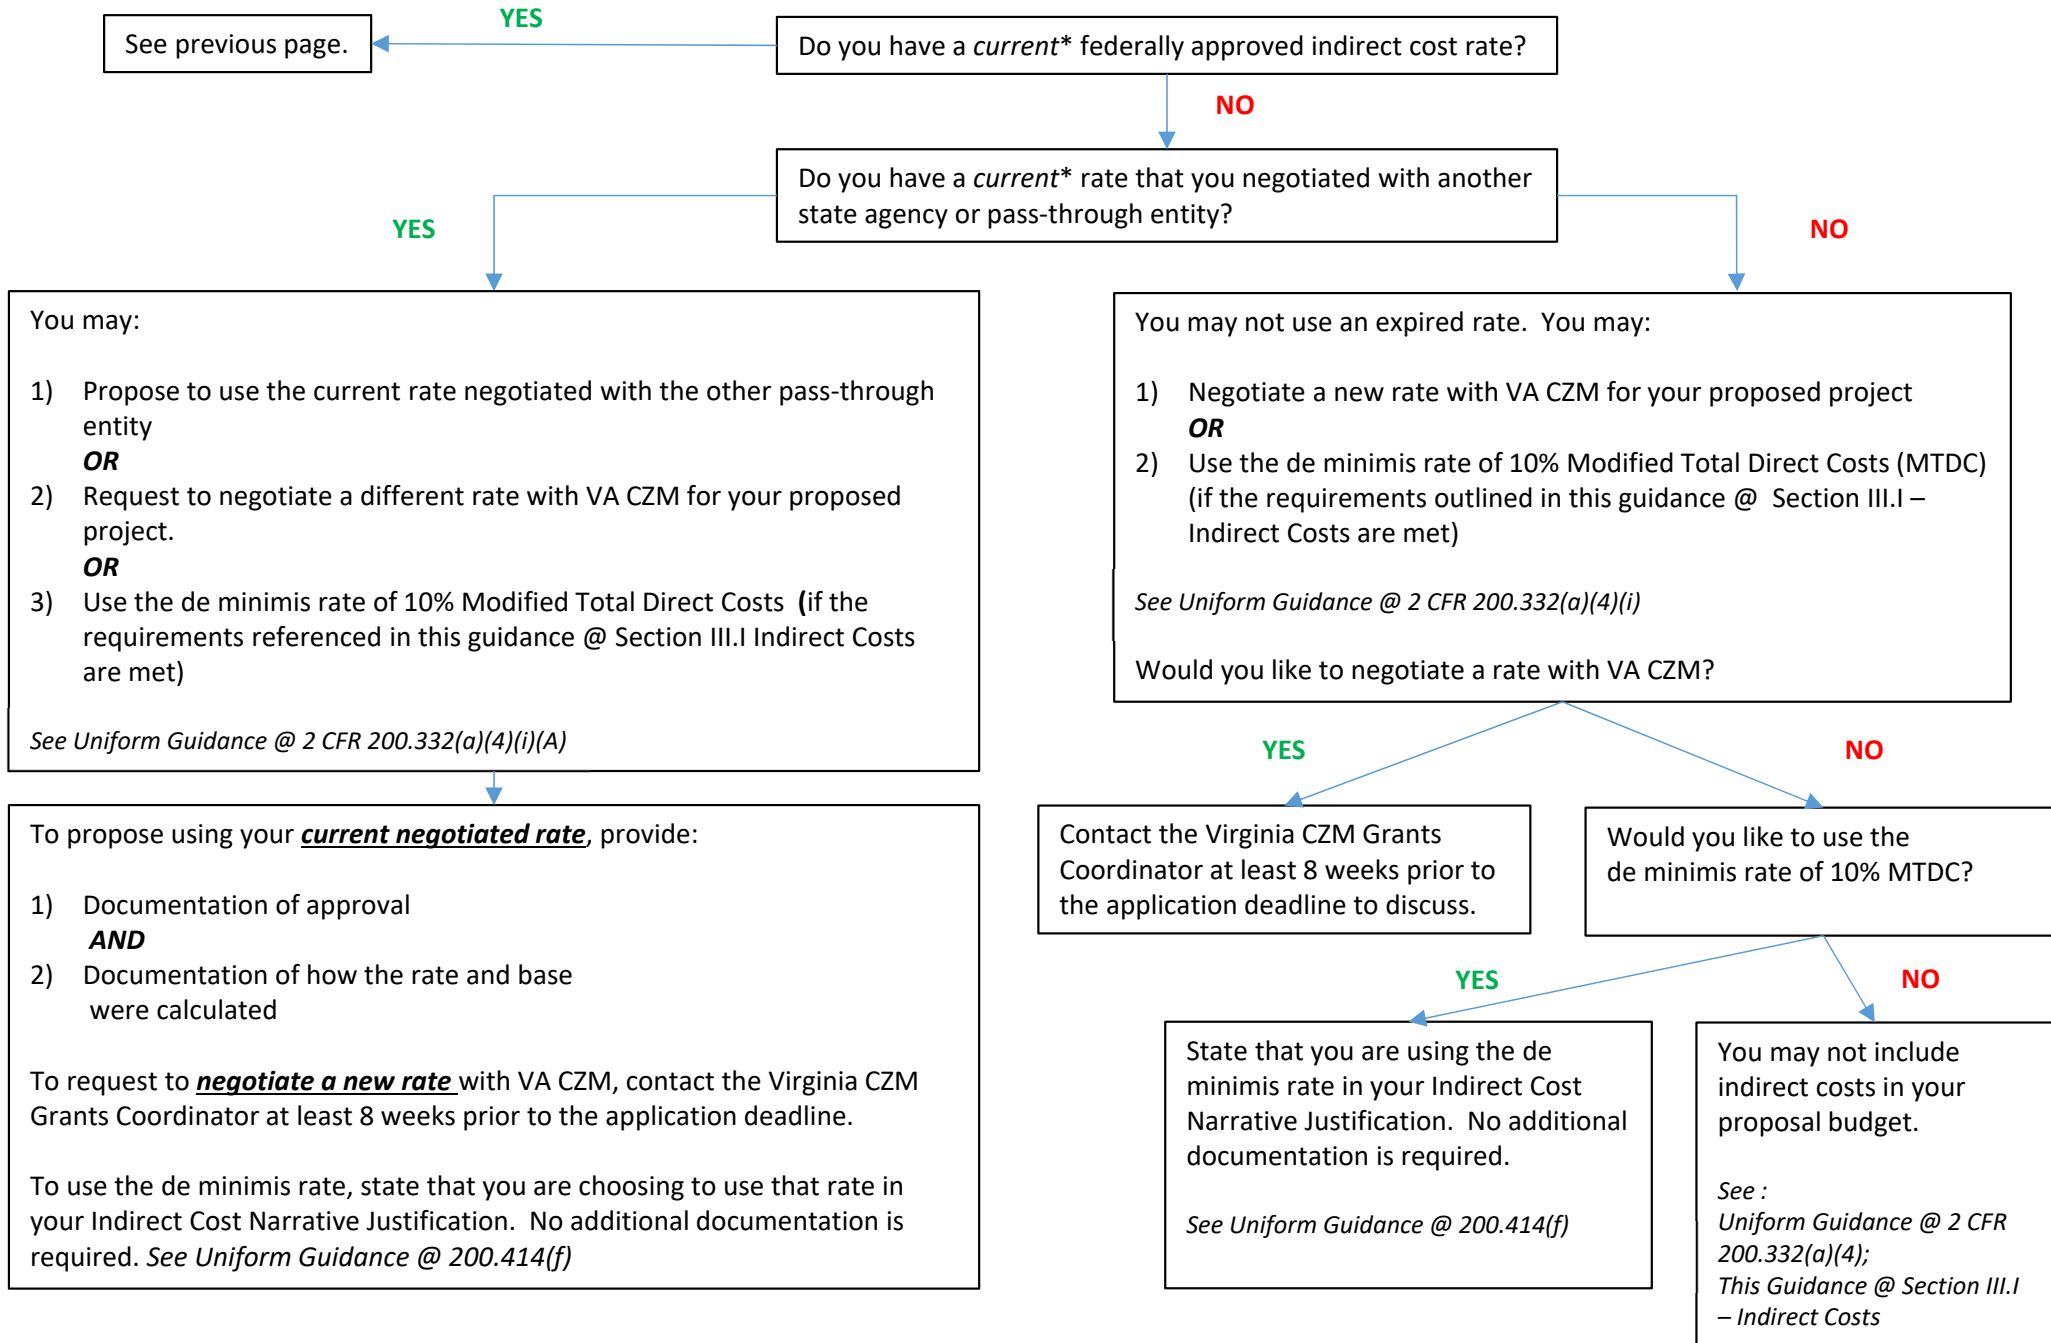 YES
See previous page.
Do you have a current* federally approved indirect cost rate?
NO
Do you have a current* rate that you negotiated with another
state agency or pass-through entity?
YES
NO
You may:
1) Propose to use the current rate negotiated with the other pass-through
entity
OR
2) Request to negotiate a different rate with VA CZM for your proposed
project.
OR
3) Use the de minimis rate of 10% Modified Total Direct Costs (if the
requirements referenced in this guidance @ Section III.I Indirect Costs
are met)
See Uniform Guidance @ 2 CFR 200.332(a)(4)(i)(A)
You may not use an expired rate. You may:
1) Negotiate a new rate with VA CZM for your proposed project
OR
2) Use the de minimis rate of 10% Modified Total Direct Costs (MTDC)
(if the requirements outlined in this guidance @ Section III.I –
Indirect Costs are met)
See Uniform Guidance @ 2 CFR 200.332(a)(4)(i)
Would you like to negotiate a rate with VA CZM?
YES
NO
To propose using your current negotiated rate, provide:
1) Documentation of approval
AND
2) Documentation of how the rate and base
were calculated
To request to negotiate a new rate with VA CZM, contact the Virginia CZM
Grants Coordinator at least 8 weeks prior to the application deadline.
To use the de minimis rate, state that you are choosing to use that rate in
your Indirect Cost Narrative Justification. No additional documentation is
required. See Uniform Guidance @ 200.414(f)
Contact the Virginia CZM Grants
Coordinator at least 8 weeks prior to
the application deadline to discuss.
Would you like to use the
de minimis rate of 10% MTDC?
YES
NO
State that you are using the de
minimis rate in your Indirect Cost
Narrative Justification. No additional
documentation is required.
See Uniform Guidance @ 200.414(f)
You may not include
indirect costs in your
proposal budget.
See :
Uniform Guidance @ 2 CFR
200.332(a)(4);
This Guidance @ Section III.I
– Indirect Costs